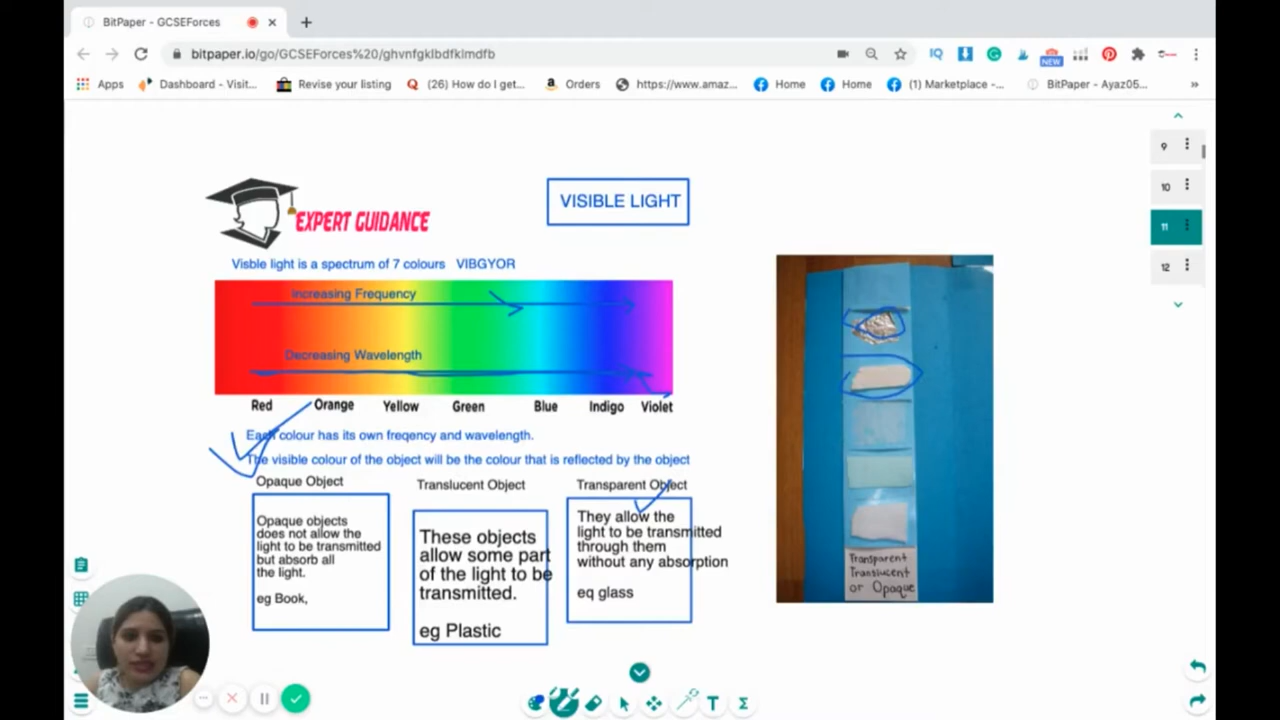 BitPaper - GCSEForces
bitpaper.io/go/GCSEForces%20/ghvnfgklbdfklmdfb
IQ
NEW
Apps
Dashboard - Visit...
Revise your listing
(26) How do I get...
Orders
https://www.amaz...
Home
Home
(1) Marketplace -...
BitPaper - Ayaz05...
»
9
10
11
12
EXPERT GUIDANCE
VISIBLE LIGHT
Visble light is a spectrum of 7 colours VIBGYOR
Increasing Frequency
Decreasing Wavelength
Red Orange Yellow Green Blue Indigo Violet
Each colour has its own freqency and wavelength.
The visible colour of the object will be the colour that is reflected by the object
Opaque Object
Opaque objects
does not allow the
light to be transmitted
but absorb all
the light.
eg Book,
Translucent Object
These objects
allow some part
of the light to be
transmitted.
eg Plastic
Transparent Object
They allow the
light to be transmitted
through them
without any absorption
eq glass
Transparent
Translucent
or Opaque
T
Σ